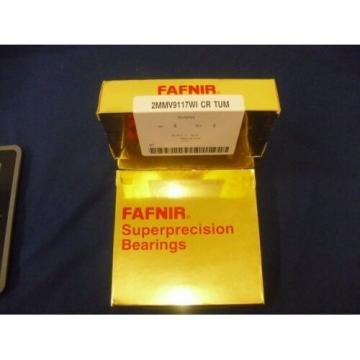 FAFNIR®
2MMV9117WI CR TUM
FAFNIR®
Superprecision
Bearings